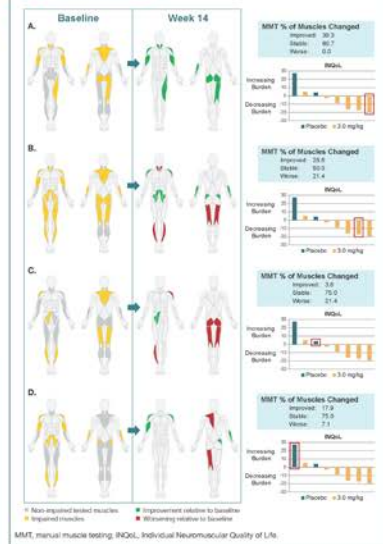 Baseline
Week 14
A.
MMT % of Muscles Changed
Improved: 39.3
Stable: 60.7
Worse: 0.0
INQoL
Increasing
Burden
Decreasing
Burden
Placebo 3.0 mg/kg
B.
MMT % of Muscles Changed
Improved: 28.6
Stable: 50.0
Worse: 21.4
INQoL
Increasing
Burden
Decreasing
Burden
Placebo 3.0 mg/kg
C.
MMT % of Muscles Changed
Improved: 3.6
Stable: 75.0
Worse: 21.4
INQoL
Increasing
Burden
Decreasing
Burden
Placebo 3.0 mg/kg
D.
MMT % of Muscles Changed
Improved: 17.9
Stable: 75.0
Worse: 7.1
INQoL
Increasing
Burden
Decreasing
Burden
Placebo 3.0 mg/kg
Non-impaired tested muscles
Impaired muscles
Improvement relative to baseline
Worsening relative to baseline
MMT, manual muscle testing; INQoL, Individual Neuromuscular Quality of Life.